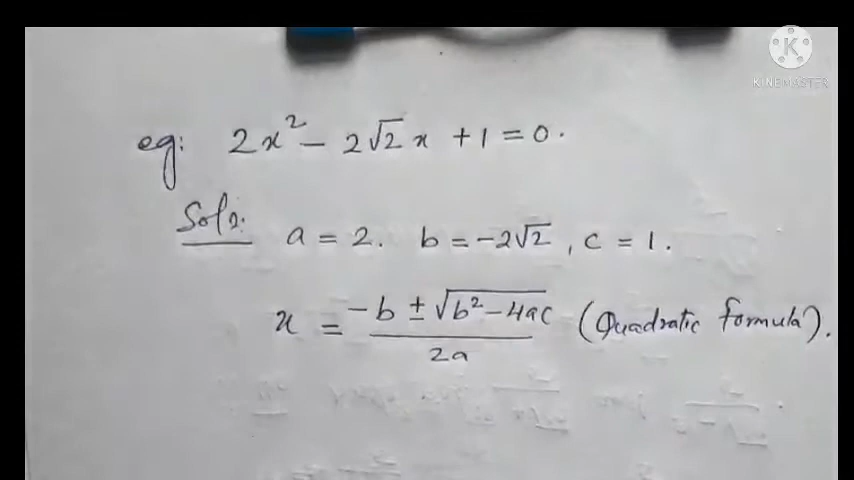 K
KINEMASTER
eg: 2x² - 2√2 x + 1 = 0.
Soln: a = 2. b = -2√2, c = 1.
x = -b ± √b² - 4ac / 2a (Quadratic formula).